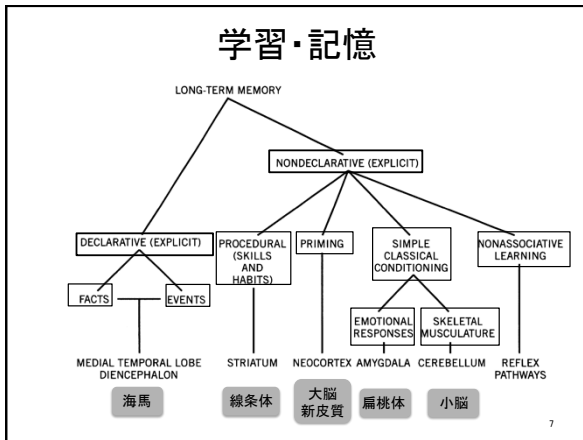 学習・記憶
LONG-TERM MEMORY
NONDECLARATIVE (EXPLICIT)
DECLARATIVE (EXPLICIT)
PROCEDURAL
(SKILLS
AND
HABITS)
PRIMING
SIMPLE
CLASSICAL
CONDITIONING
NONASSOCIATIVE
LEARNING
FACTS
EVENTS
EMOTIONAL
RESPONSES
SKELETAL
MUSCULATURE
MEDIAL TEMPORAL LOBE
DIENCEPHALON
STRIATUM
NEOCORTEX
AMYGDALA
CEREBELLUM
REFLEX
PATHWAYS
海馬
線条体
大脳
新皮質
扁桃体
小脳
7